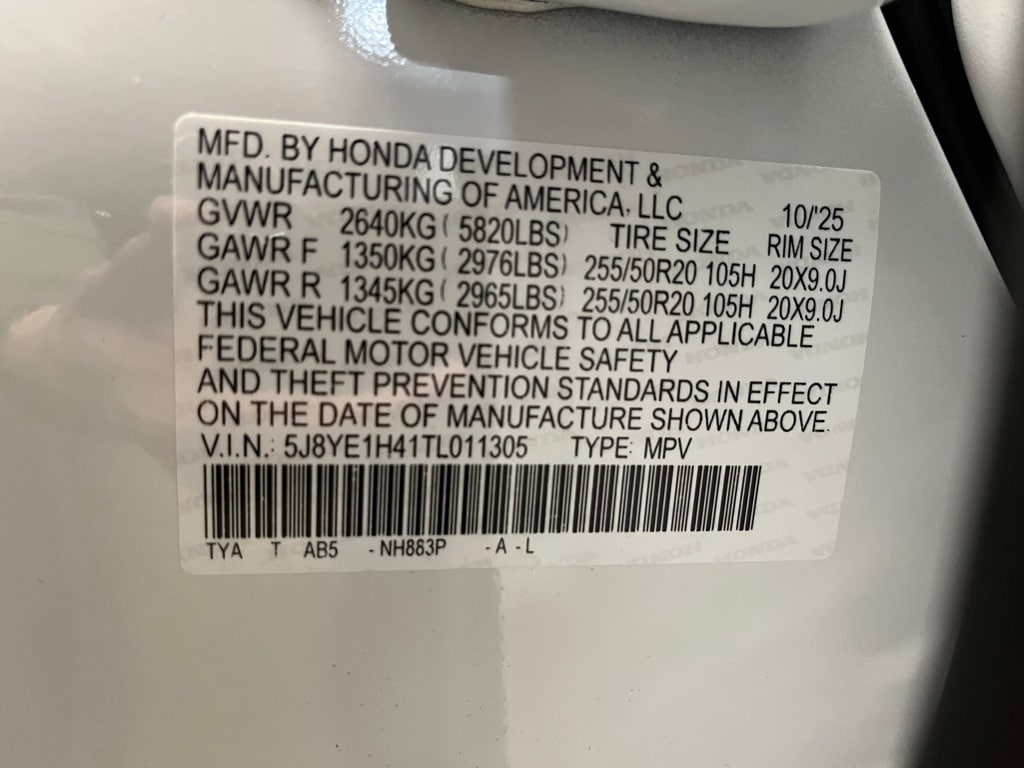 MFD. BY HONDA DEVELOPMENT &
MANUFACTURING OF AMERICA, LLC 10/'25
GVWR 2640KG ( 5820LBS) TIRE SIZE RIM SIZE
GAWR F 1350KG ( 2976LBS) 255/50R20 105H 20X9.0J
GAWR R 1345KG ( 2965LBS) 255/50R20 105H 20X9.0J
THIS VEHICLE CONFORMS TO ALL APPLICABLE
FEDERAL MOTOR VEHICLE SAFETY
AND THEFT PREVENTION STANDARDS IN EFFECT
ON THE DATE OF MANUFACTURE SHOWN ABOVE.
V.I.N.: 5J8YE1H41TL011305 TYPE: MPV
TYA T AB5 -NH883P -A-L